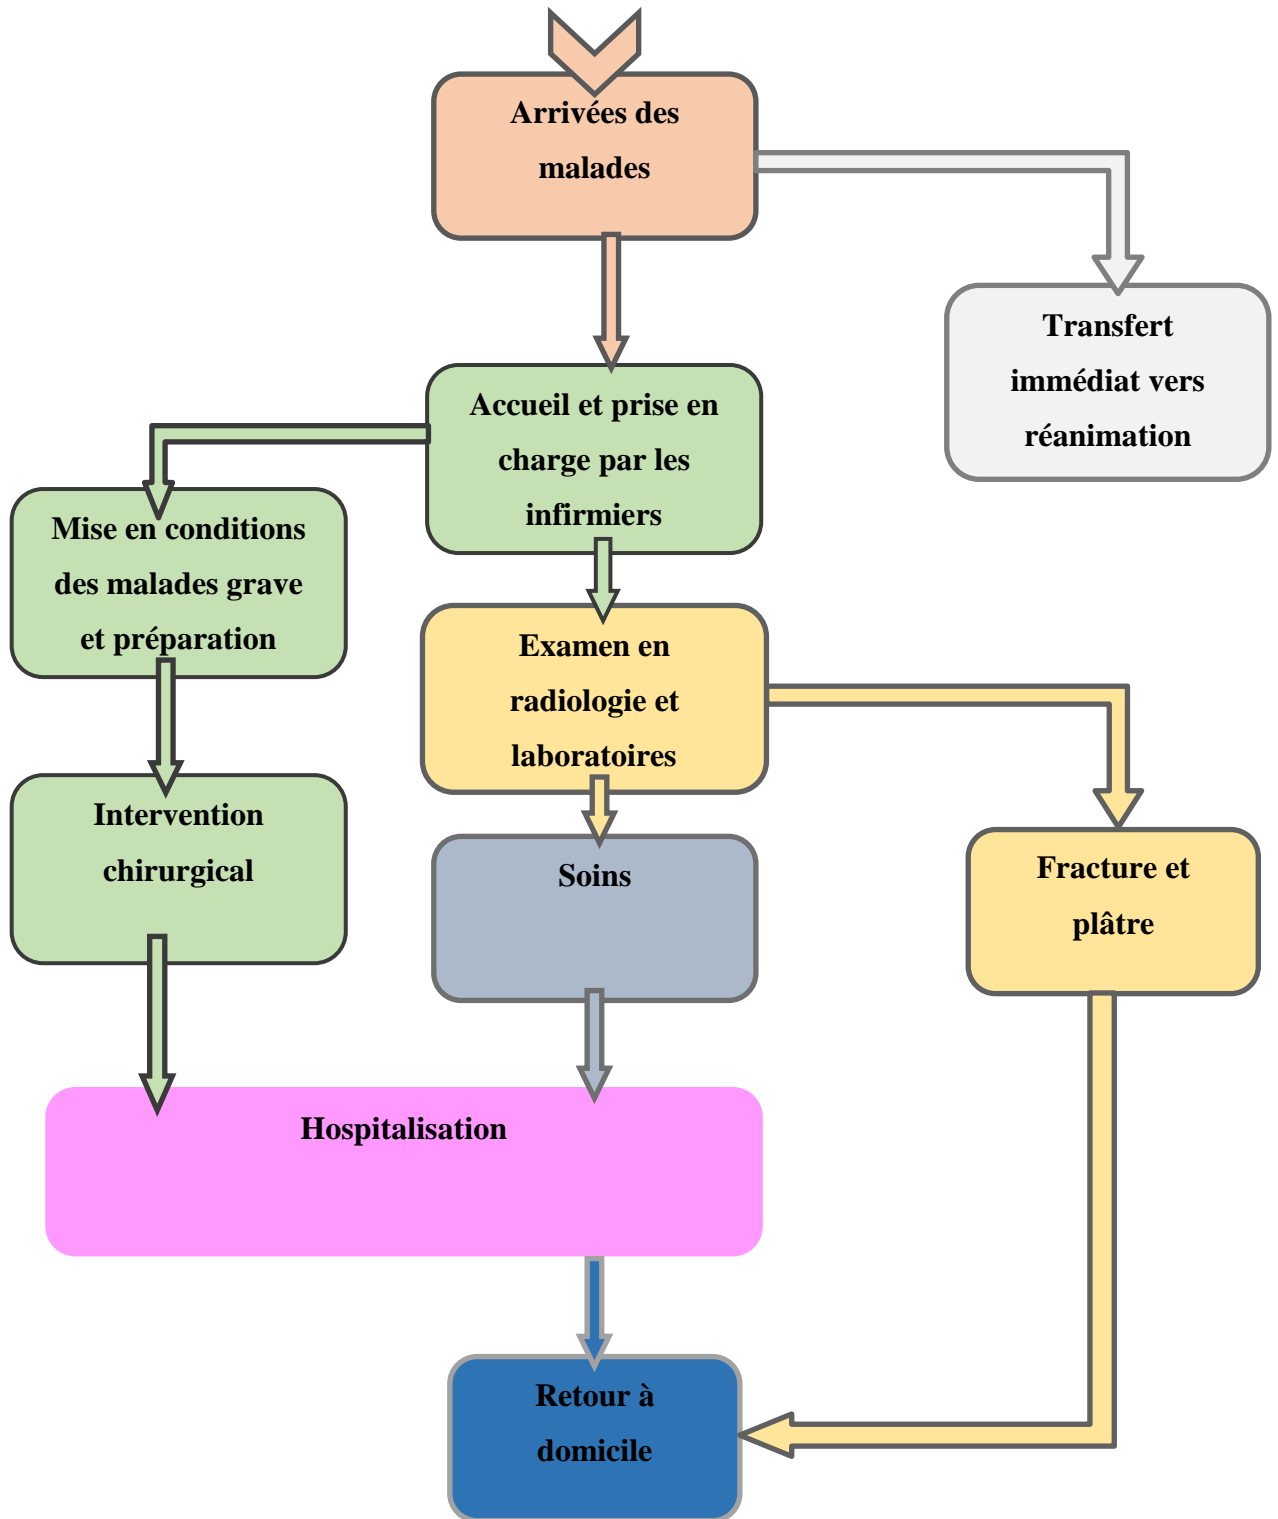 Arrivées des
malades
Transfert
immédiat vers
réanimation
Accueil et prise en
charge par les
infirmiers
Mise en conditions
des malades grave
et préparation
Examen en
radiologie et
laboratoires
Intervention
chirurgical
Soins
Fracture et
plâtre
Hospitalisation
Retour à
domicile